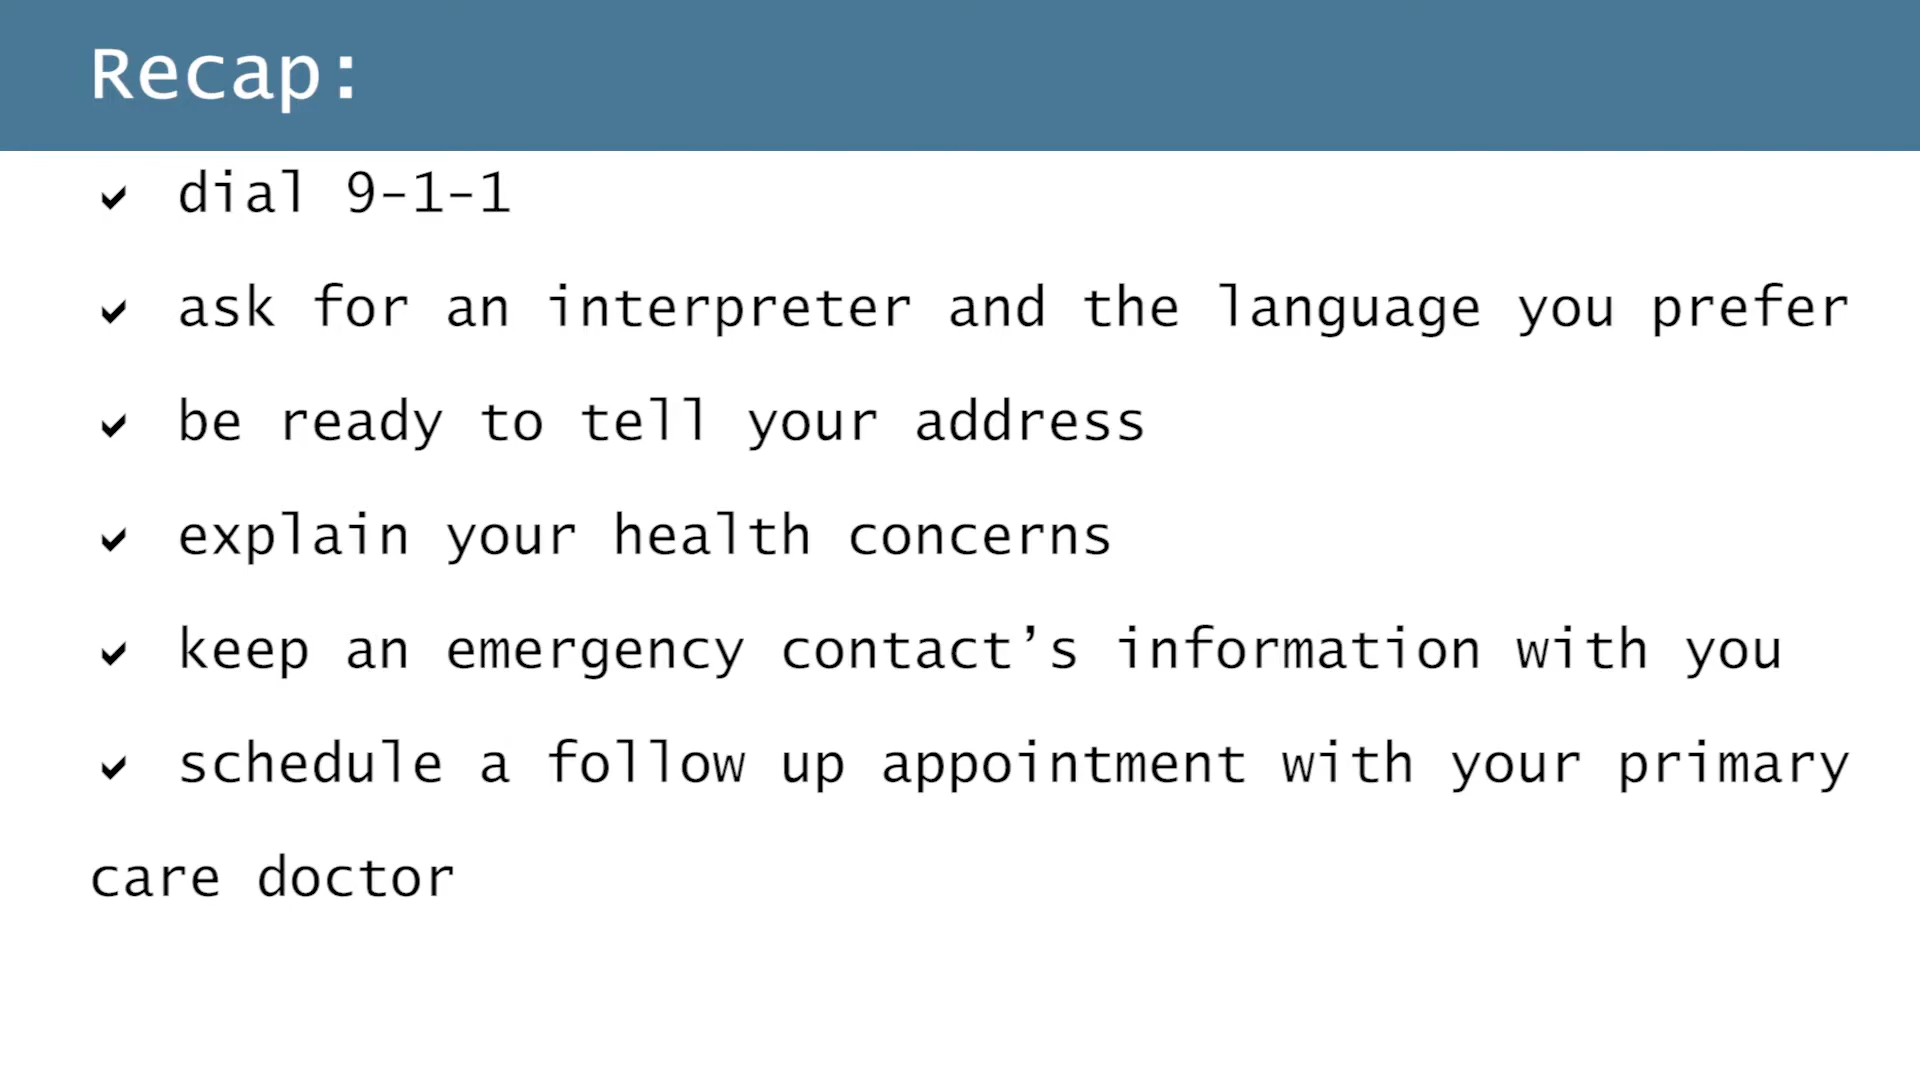 Recap:
✔ dial 9-1-1
✔ ask for an interpreter and the language you prefer
✔ be ready to tell your address
✔ explain your health concerns
✔ keep an emergency contact’s information with you
✔ schedule a follow up appointment with your primary
care doctor